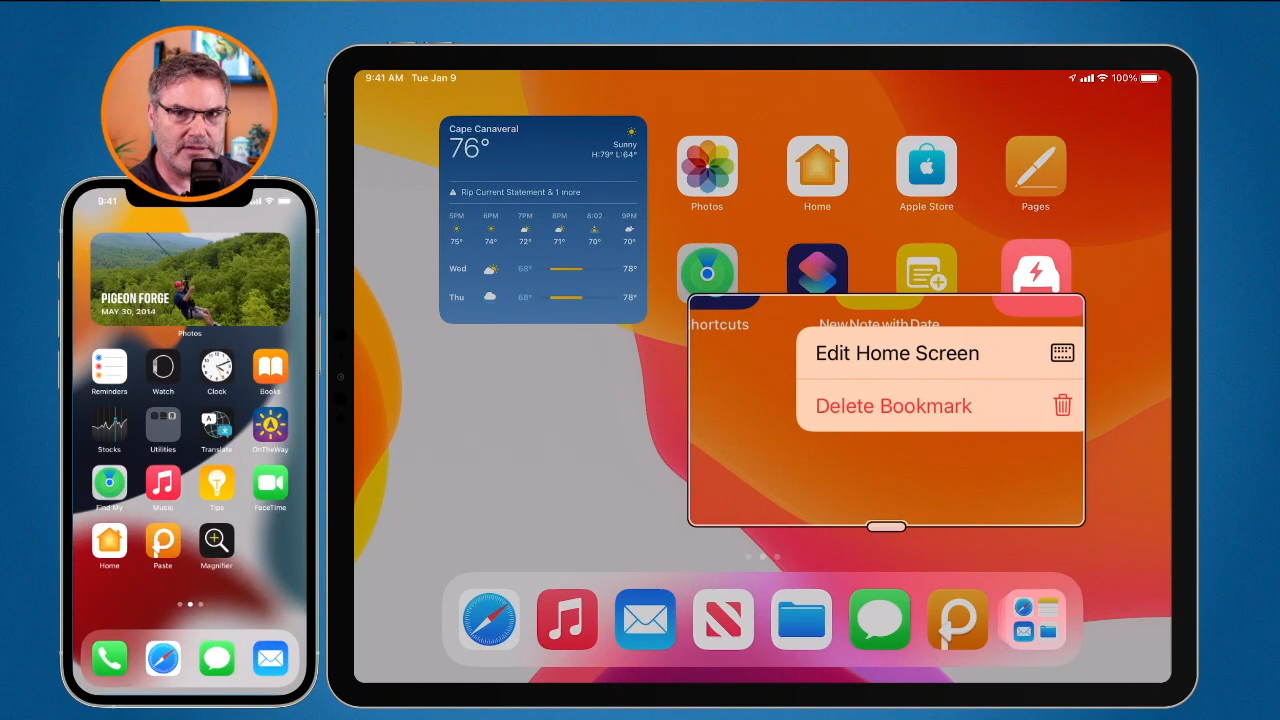 9:41
PIGEON FORGE
MAY 30, 2014
Photos
Reminders
Watch
Clock
Books
Stocks
Utilities
Translate
OnTheWay
Find My
Music
Tips
FaceTime
Home
Paste
Magnifier
9:41 AM Tue Jan 9
100%
Cape Canaveral
76°
Sunny
H:79° L:64°
Rip Current Statement & 1 more
5PM 6PM 7PM 8PM 8:02 9PM
75° 74° 72° 71° 70° 70°
Wed 68° 78°
Thu 68° 78°
Photos
Home
Apple Store
Pages
hortcuts
New Note with Date
Edit Home Screen
Delete Bookmark